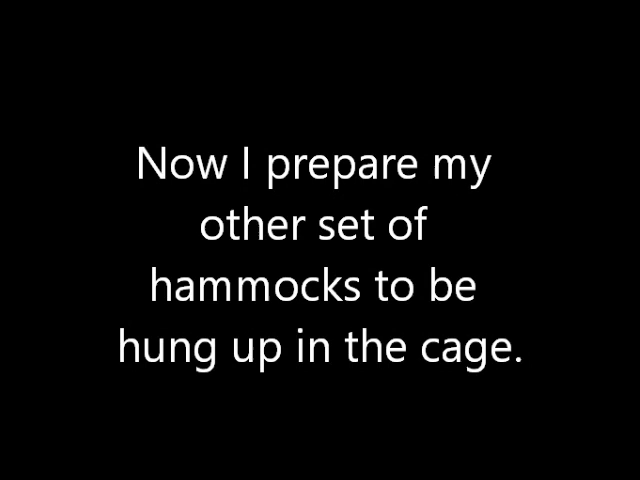 Now I prepare my
other set of
hammocks to be
hung up in the cage.